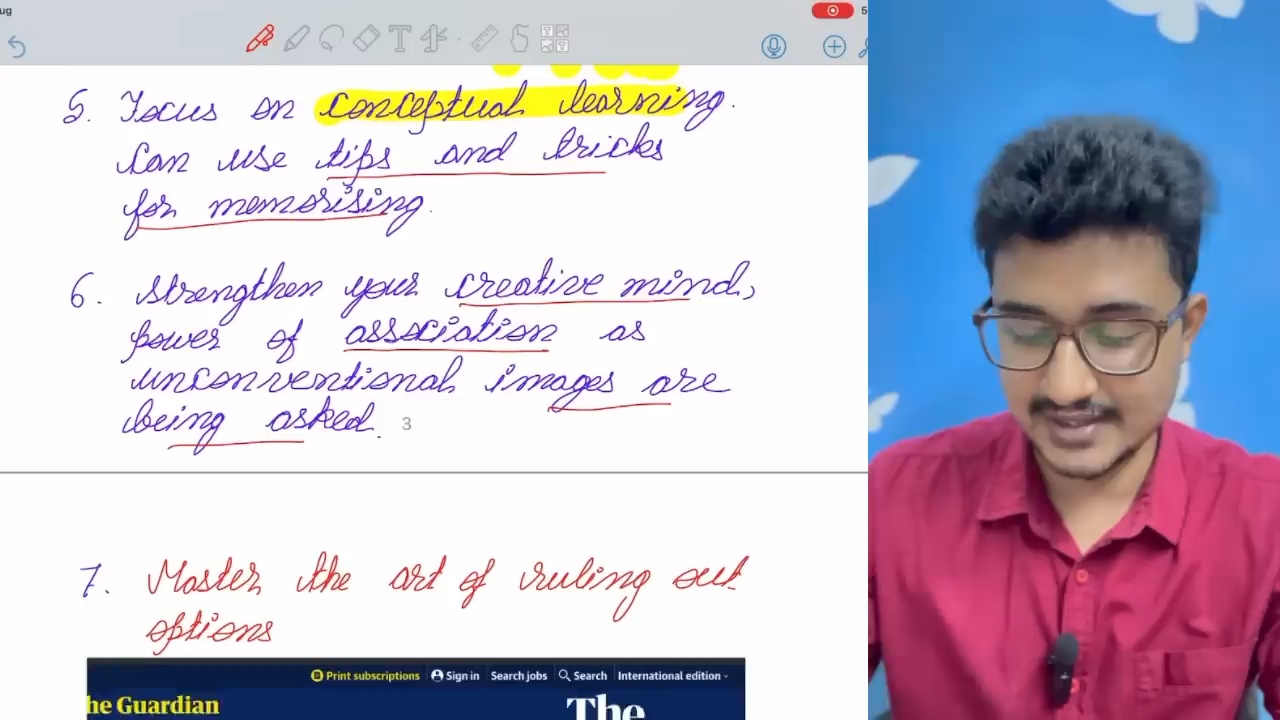 ug
5
5. Focus on conceptual learning.
Can use tips and tricks
for memorising.
6. Strengthen your creative mind,
power of association as
unconventional images are
being asked. 3
7. Master the art of ruling out
options
Print subscriptions Sign in Search jobs Search International edition
he Guardian
The